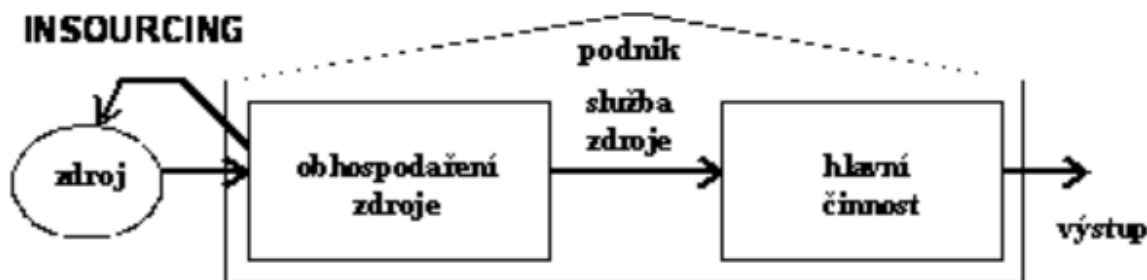 INSOURCING
podnik
služba
zdroje
zdroj
obhospodaření
zdroje
hlavní
činnost
výstup